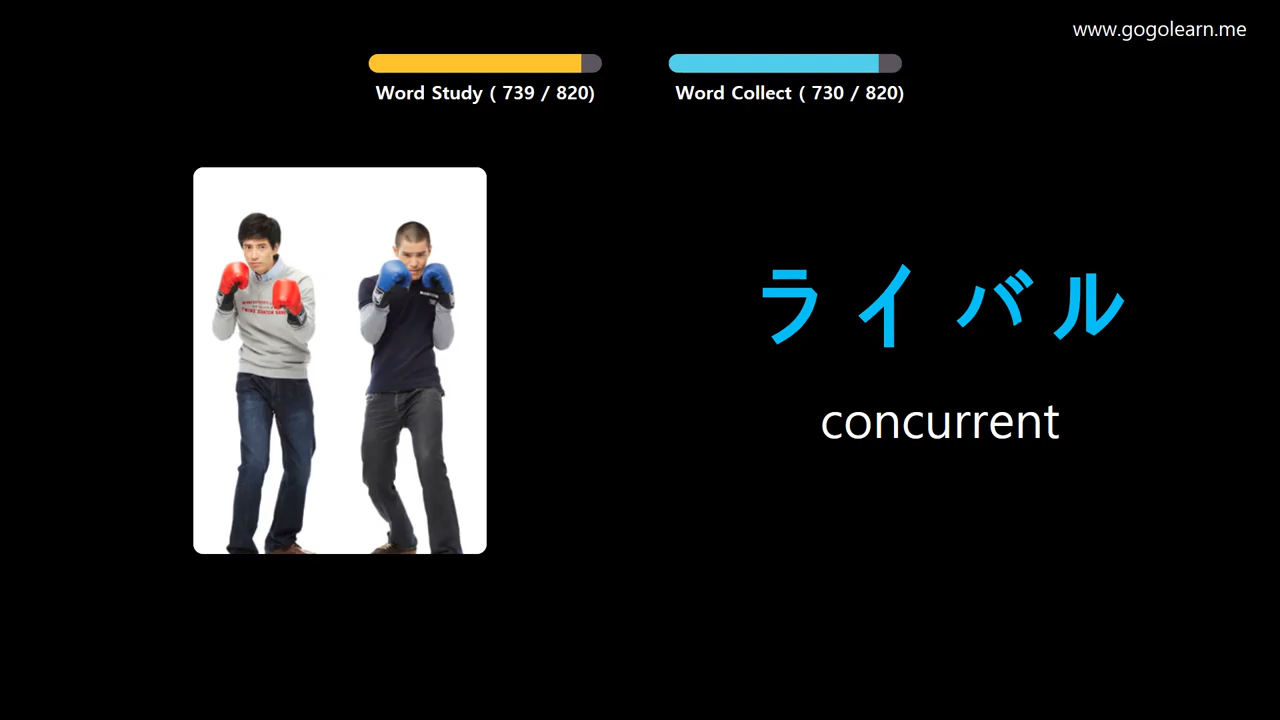 www.gogolearn.me
Word Study ( 739 / 820)
Word Collect ( 730 / 820)
ライバル
concurrent